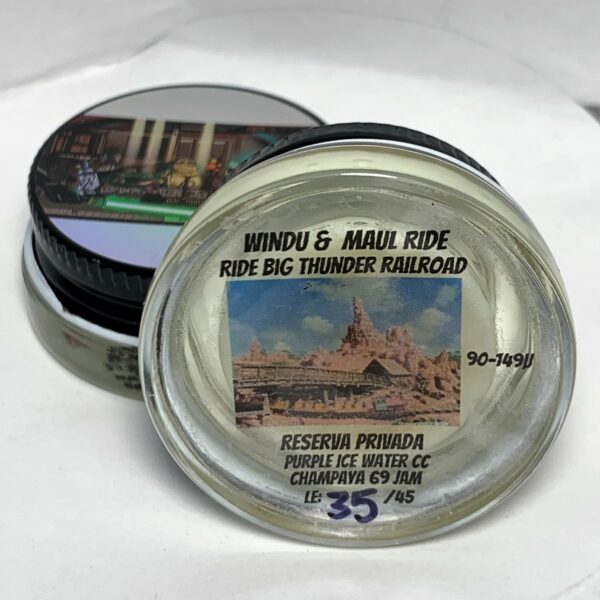 WINDU & MAUL RIDE
RIDE BIG THUNDER RAILROAD
90-149U
RESERVA PRIVADA
PURPLE ICE WATER CC
CHAMPAYA 69 JAM
LE: 35 /45